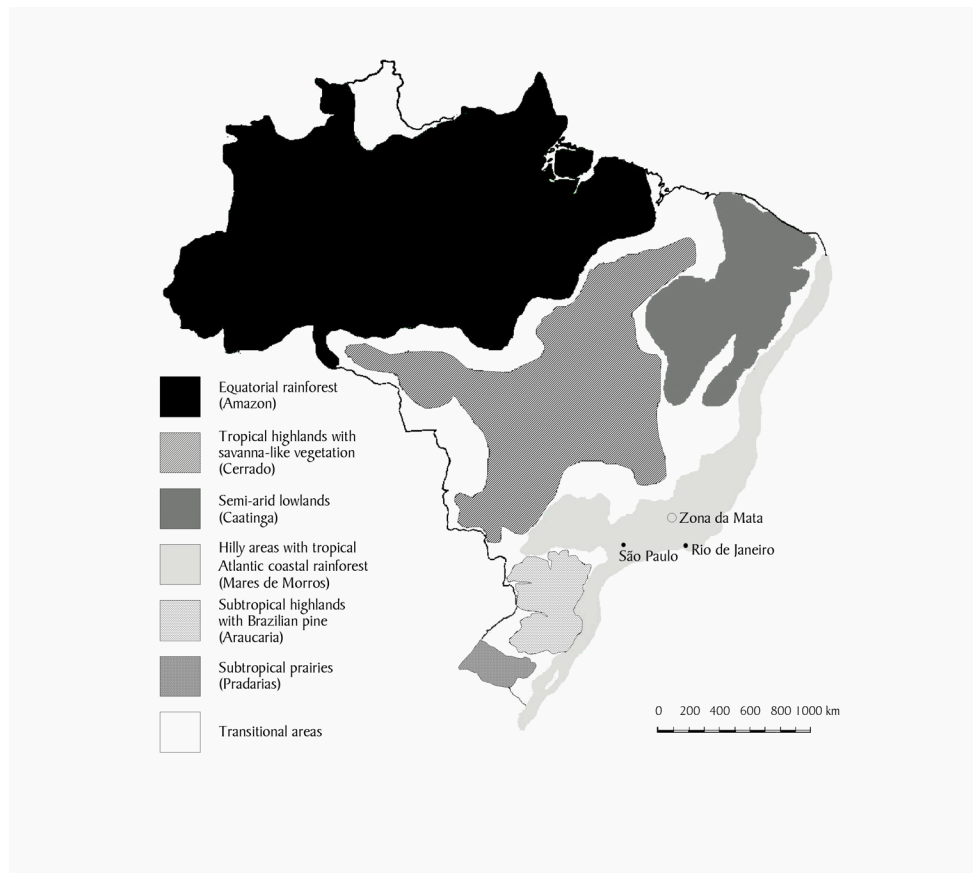 Equatorial rainforest
(Amazon)
Tropical highlands with
savanna-like vegetation
(Cerrado)
Semi-arid lowlands
(Caatinga)
Hilly areas with tropical
Atlantic coastal rainforest
(Mares de Morros)
Subtropical highlands
with Brazilian pine
(Araucaria)
Subtropical prairies
(Pradarias)
Transitional areas
Zona da Mata
São Paulo
Rio de Janeiro
0 200 400 600 800 1000 km